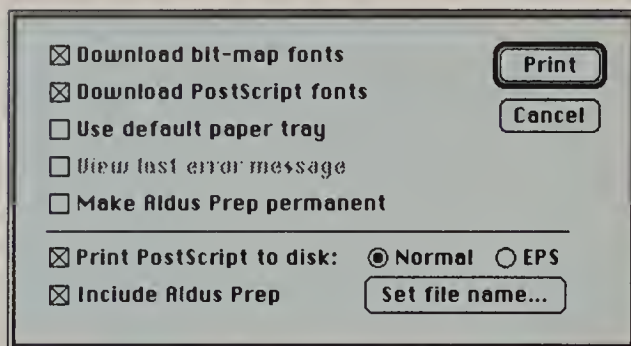 Download bit-map fonts
Print
Download PostScript fonts
Cancel
Use default paper tray
View last error message
Make Aldus Prep permanent
Print PostScript to disk: Normal EPS
Include Aldus Prep Set file name...